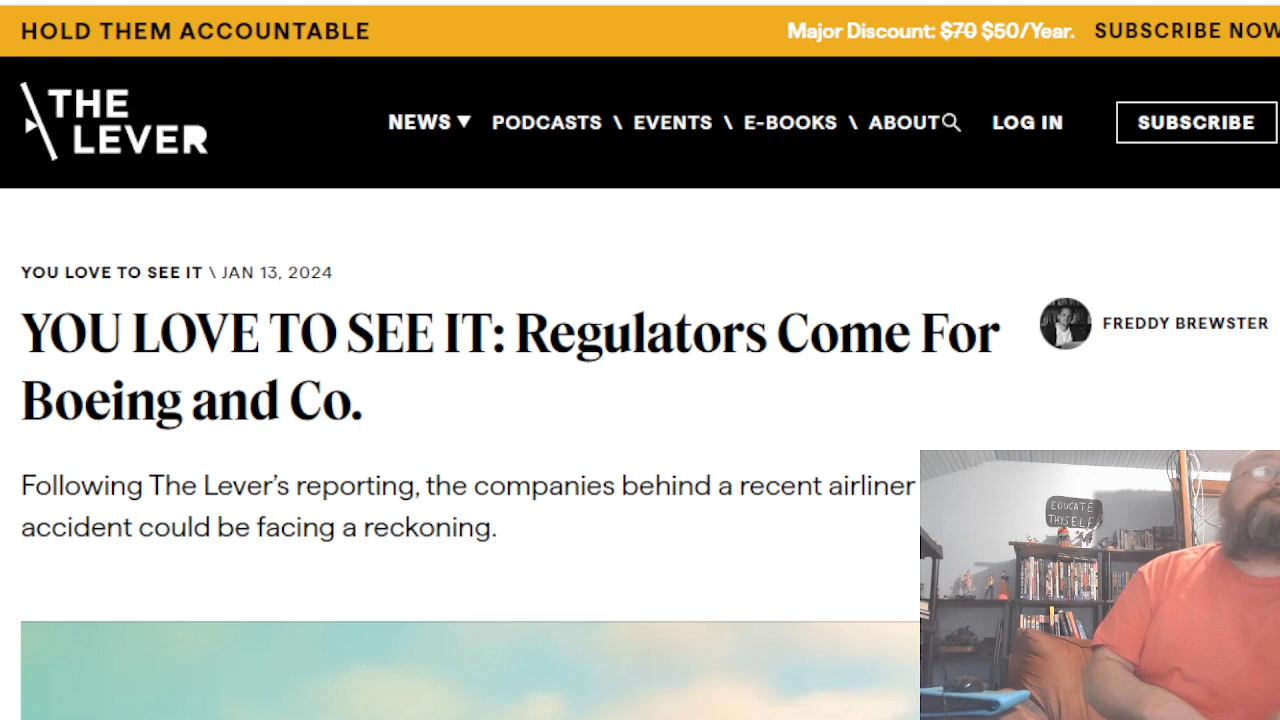 HOLD THEM ACCOUNTABLE
Major Discount: $70 $50/Year. SUBSCRIBE NOW
THE LEVER
NEWS ▼ PODCASTS \ EVENTS \ E-BOOKS \ ABOUT LOG IN SUBSCRIBE
YOU LOVE TO SEE IT \ JAN 13, 2024
YOU LOVE TO SEE IT: Regulators Come For
Boeing and Co.
FREDDY BREWSTER
Following The Lever’s reporting, the companies behind a recent airliner
accident could be facing a reckoning.
EDUCATE
THYSELF